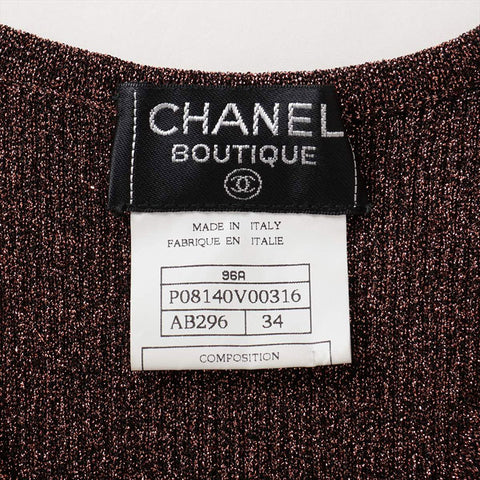 CHANEL
BOUTIQUE
MADE IN ITALY
FABRIQUE EN ITALIE
96A
P08140V00316
AB296 34
COMPOSITION